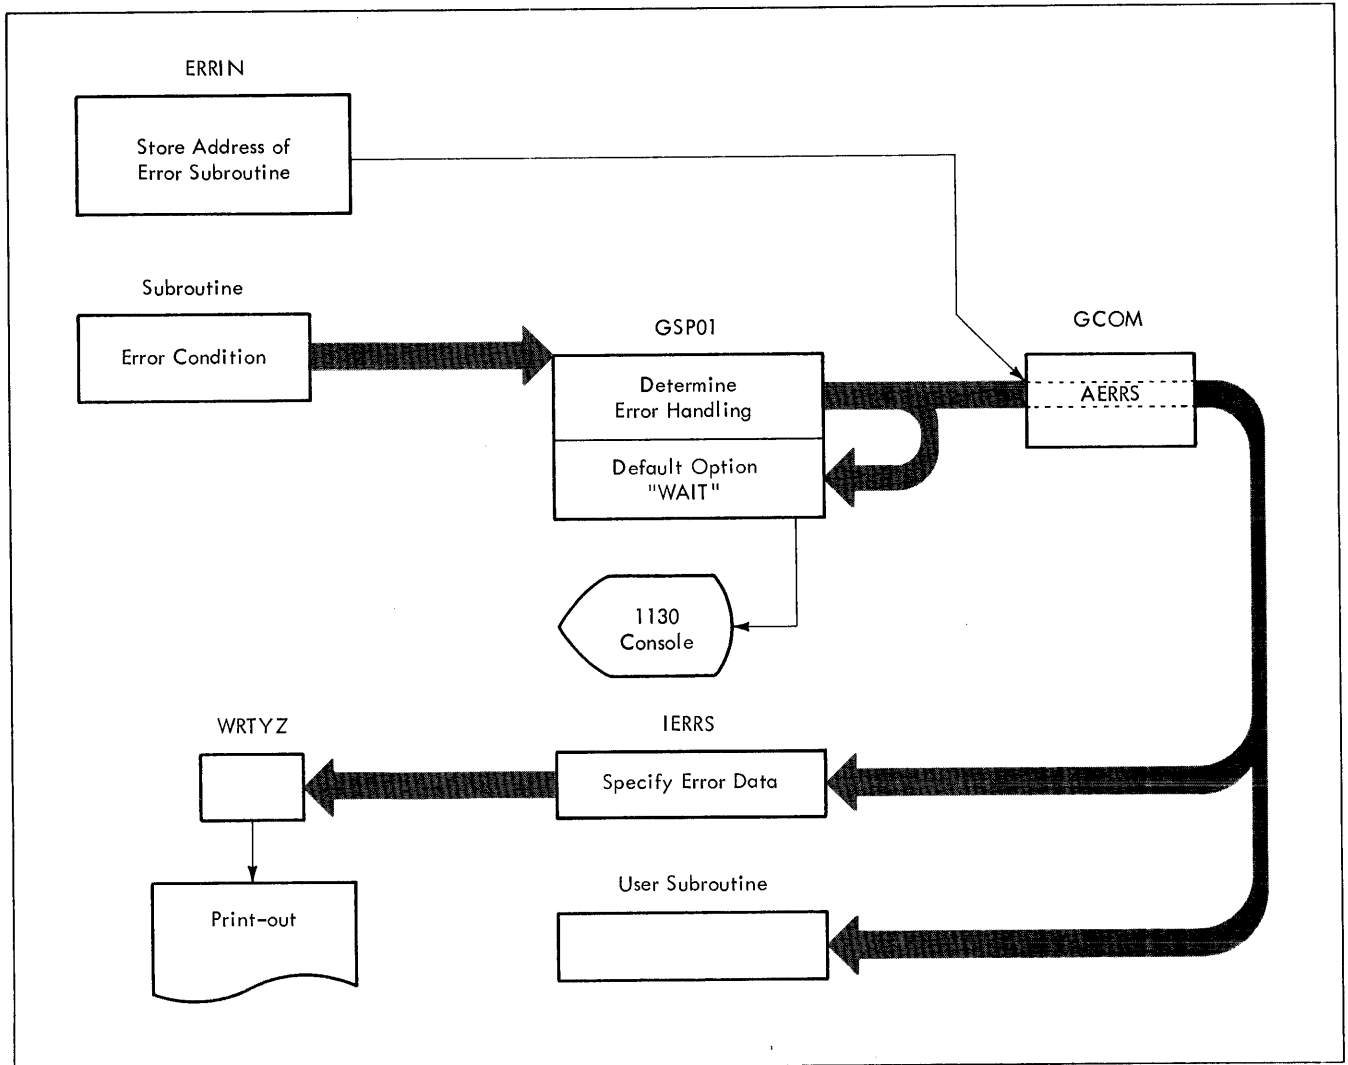 ERRIN
Store Address of
Error Subroutine
Subroutine
Error Condition
GSP01
Determine
Error Handling
Default Option
"WAIT"
GCOM
AERRS
1130
Console
WRTYZ
IERRS
Specify Error Data
Print-out
User Subroutine